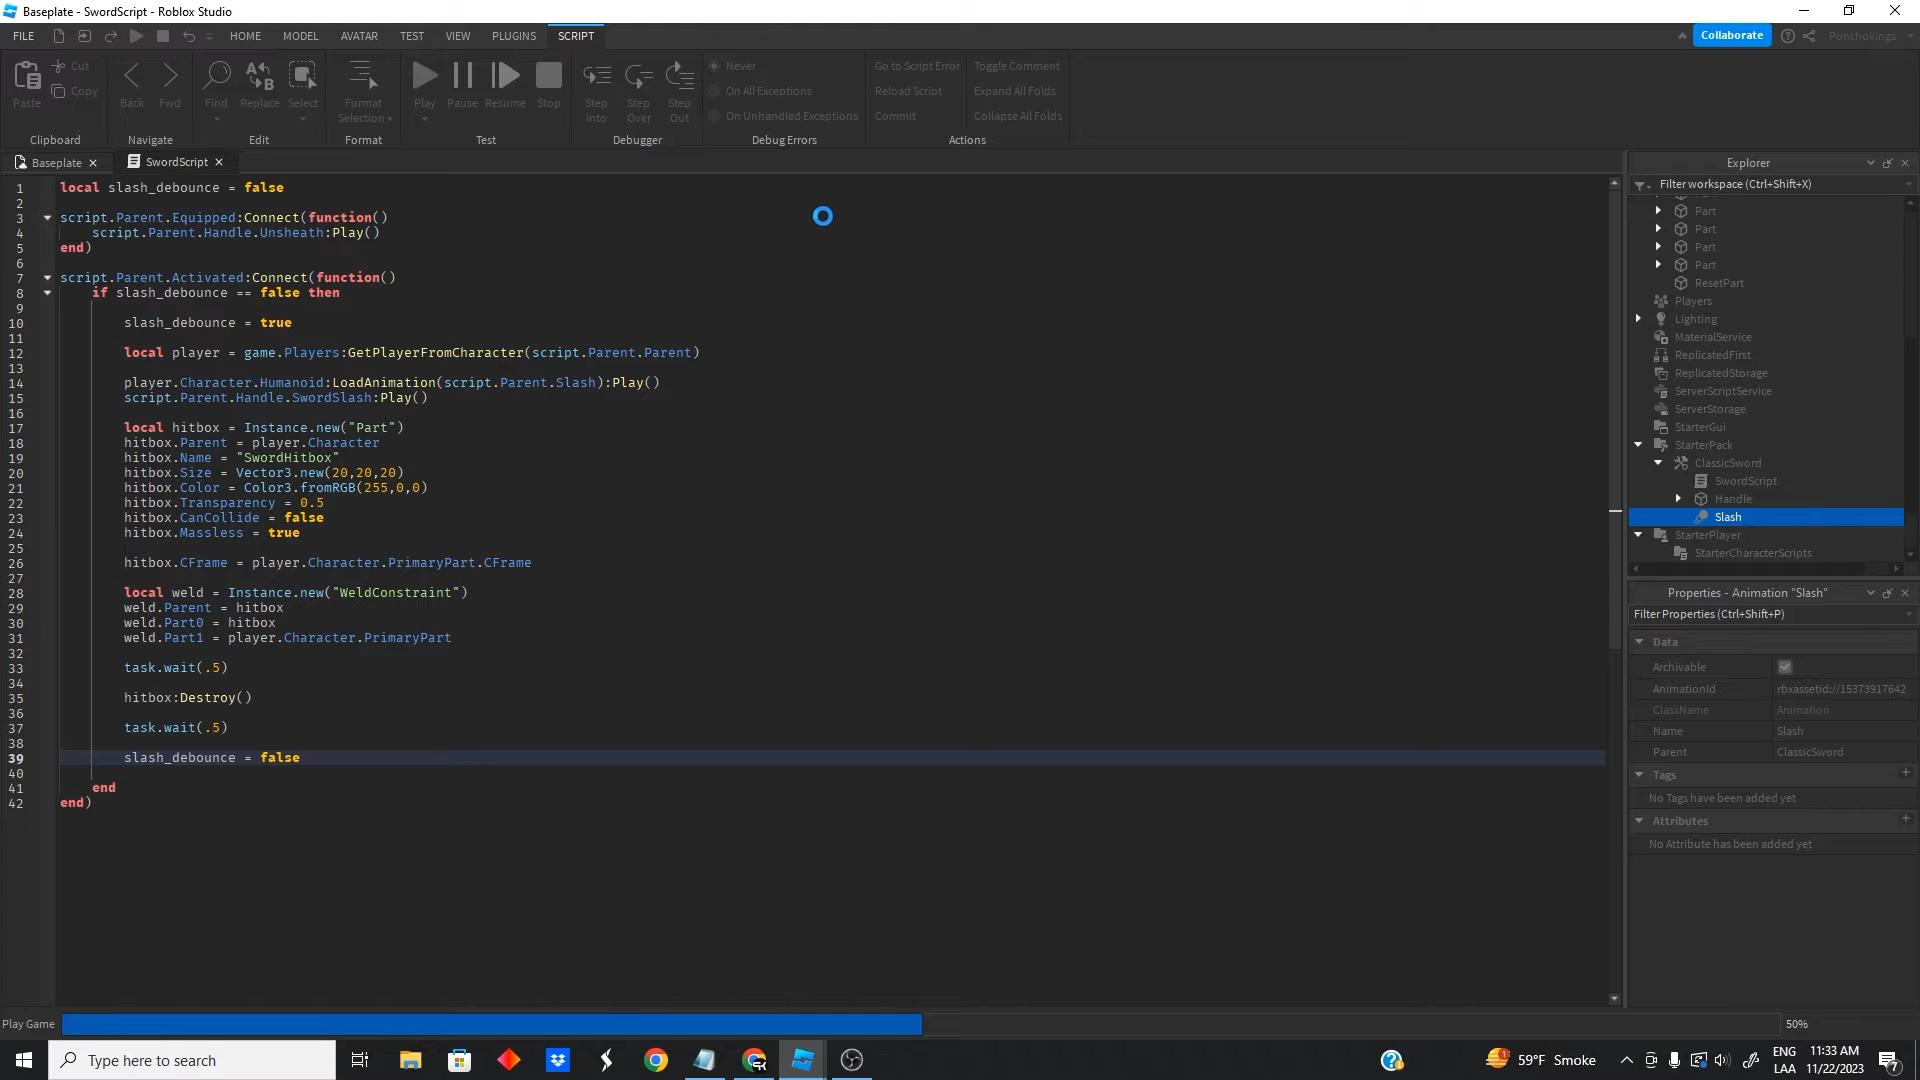 Baseplate - SwordScript - Roblox Studio
FILE HOME MODEL AVATAR TEST VIEW PLUGINS SCRIPT Collaborate Ponchokings
Paste Cut Copy Back Fwd Find Replace Select Format Selection Play Pause Resume Stop Step Into Step Over Step Out
Never Go to Script Error Toggle Comment
On All Exceptions Reload Script Expand All Folds
On Unhandled Exceptions Commit Collapse All Folds
Clipboard Navigate Edit Format Test Debugger Debug Errors Actions
Baseplate SwordScript
1 local slash_debounce = false
2
3 script.Parent.Equipped:Connect(function()
4 script.Parent.Handle.Unsheath:Play()
5 end)
6
7 script.Parent.Activated:Connect(function()
8 if slash_debounce == false then
9
10 slash_debounce = true
11
12 local player = game.Players:GetPlayerFromCharacter(script.Parent.Parent)
13
14 player.Character.Humanoid:LoadAnimation(script.Parent.Slash):Play()
15 script.Parent.Handle.SwordSlash:Play()
16
17 local hitbox = Instance.new("Part")
18 hitbox.Parent = player.Character
19 hitbox.Name = "SwordHitbox"
20 hitbox.Size = Vector3.new(20,20,20)
21 hitbox.Color = Color3.fromRGB(255,0,0)
22 hitbox.Transparency = 0.5
23 hitbox.CanCollide = false
24 hitbox.Massless = true
25
26 hitbox.CFrame = player.Character.PrimaryPart.CFrame
27
28 local weld = Instance.new("WeldConstraint")
29 weld.Parent = hitbox
30 weld.Part0 = hitbox
31 weld.Part1 = player.Character.PrimaryPart
32
33 task.wait(.5)
34
35 hitbox:Destroy()
36
37 task.wait(.5)
38
39 slash_debounce = false
40
41 end
42 end)
Explorer
Filter workspace (Ctrl+Shift+X)
Part
Part
Part
Part
ResetPart
Players
Lighting
MaterialService
ReplicatedFirst
ReplicatedStorage
ServerScriptService
ServerStorage
StarterGui
StarterPack
ClassicSword
SwordScript
Handle
Slash
StarterPlayer
StarterCharacterScripts
Properties - Animation "Slash"
Filter Properties (Ctrl+Shift+P)
Data
Archivable
AnimationId rbxassetid://15373917642
ClassName Animation
Name Slash
Parent ClassicSword
Tags
No Tags have been added yet
Attributes
No Attribute has been added yet
Play Game 50%
Type here to search
59°F Smoke
ENG
LAA
11:33 AM
11/22/2023